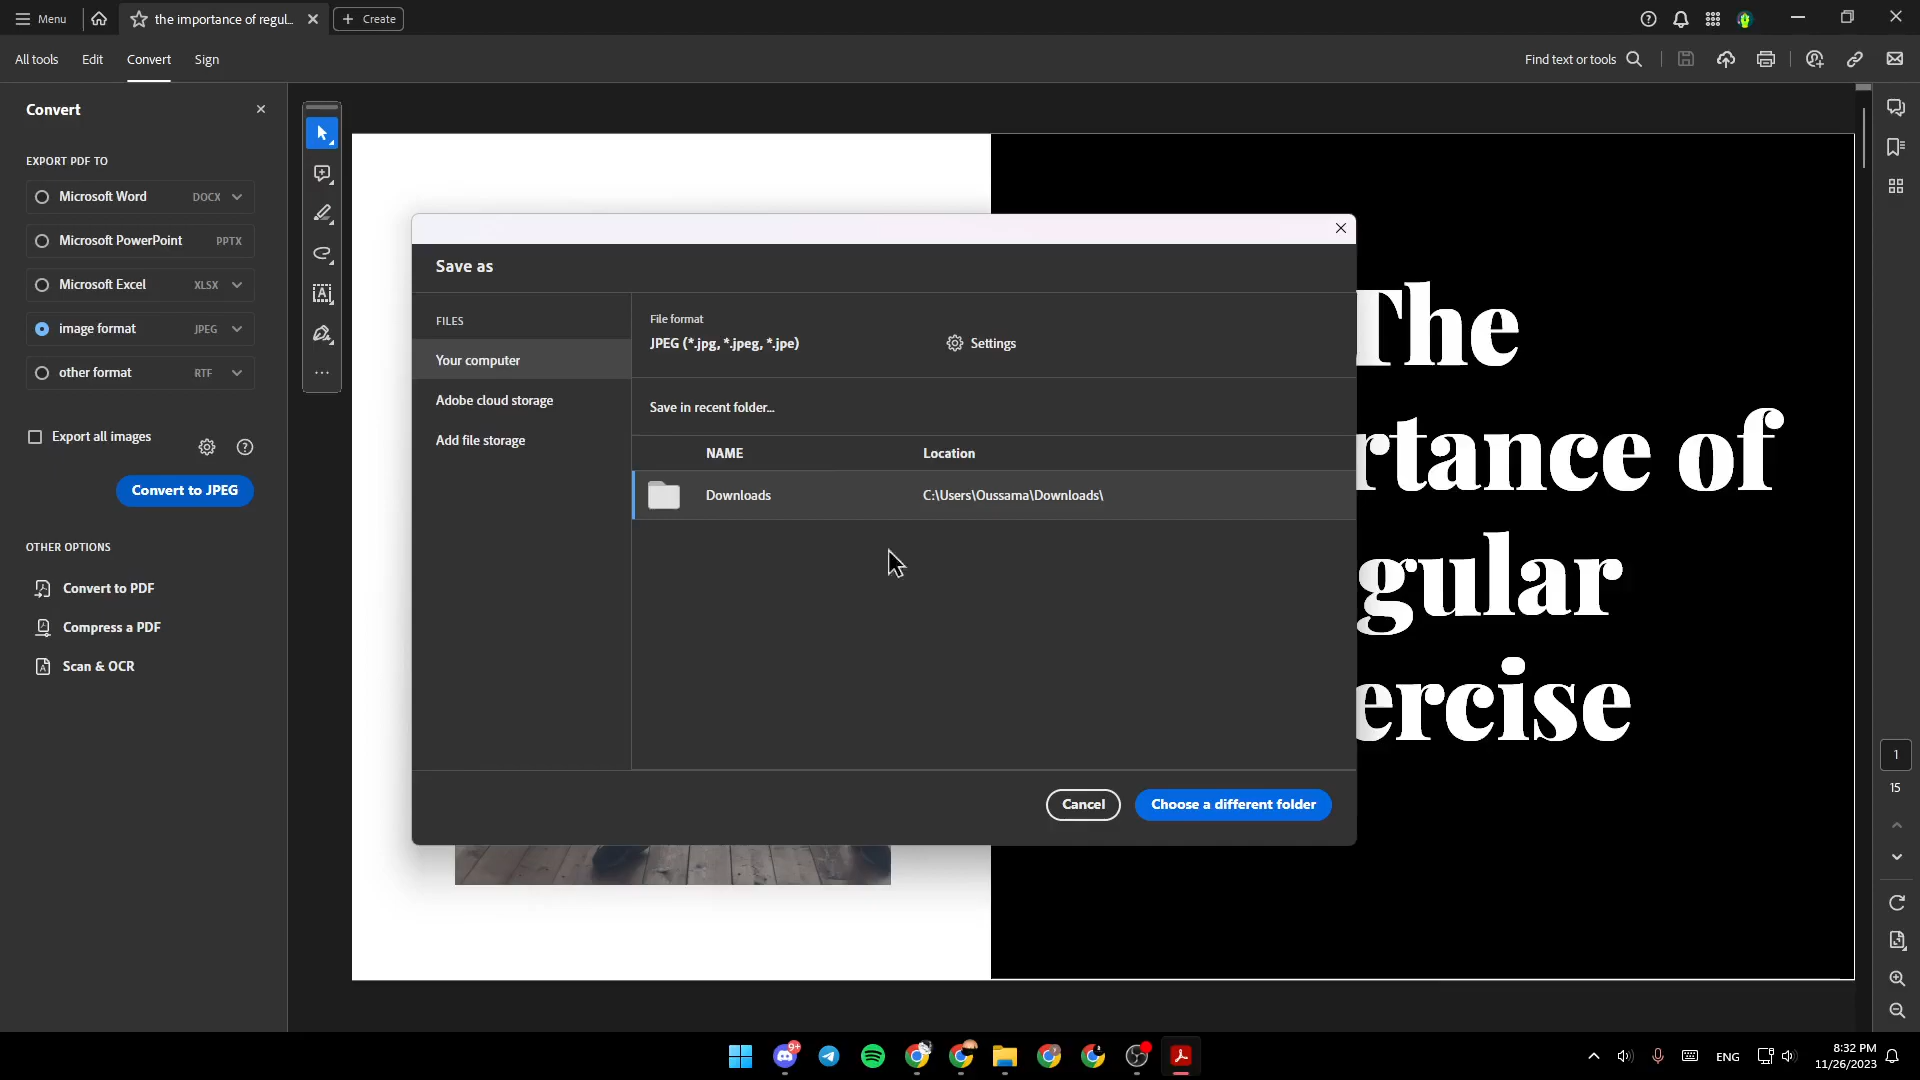 Menu
the importance of regul...
Create
All tools
Edit
Convert
Sign
Find text or tools
Convert
EXPORT PDF TO
Microsoft Word DOCX
Microsoft PowerPoint PPTX
Microsoft Excel XLSX
image format JPEG
other format RTF
Export all images
Convert to JPEG
OTHER OPTIONS
Convert to PDF
Compress a PDF
Scan & OCR
Save as
FILES
Your computer
Adobe cloud storage
Add file storage
File format
JPEG (*.jpg, *.jpeg, *.jpe)
Settings
Save in recent folder...
NAME Location
Downloads C:\Users\Oussama\Downloads\
Cancel
Choose a different folder
The
rtance of
gular
ercise
1
15
9+
ENG
8:32 PM
11/26/2023